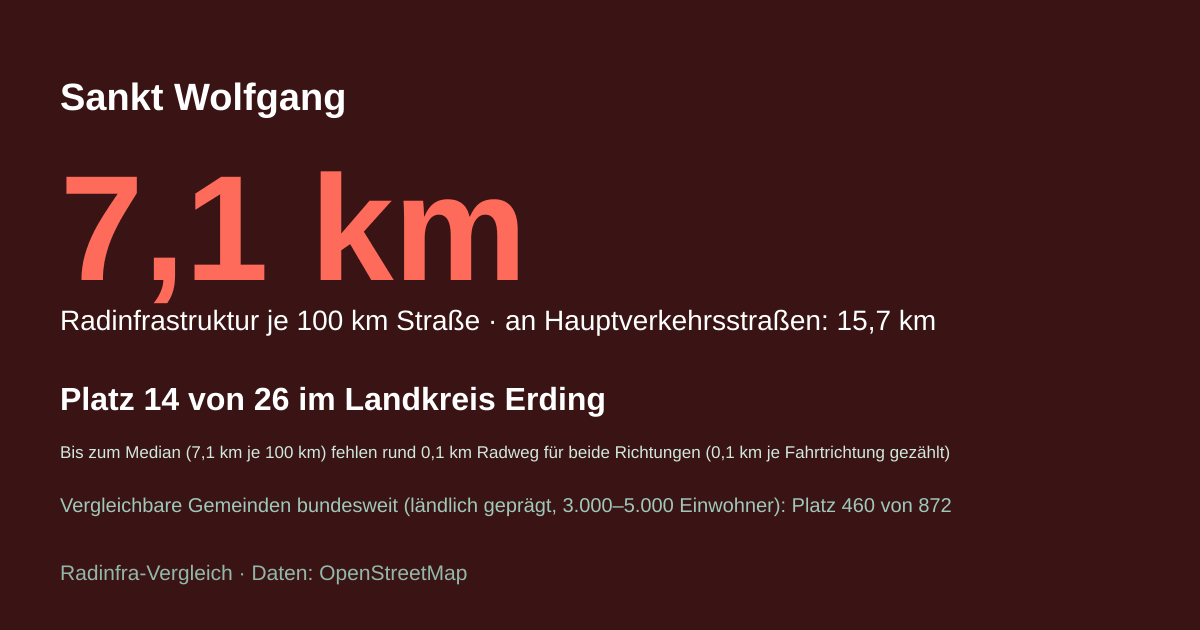 Sankt Wolfgang
7,1 km
Radinfrastruktur je 100 km Straße · an Hauptverkehrsstraßen: 15,7 km
Platz 14 von 26 im Landkreis Erding
Bis zum Median (7,1 km je 100 km) fehlen rund 0,1 km Radweg für beide Richtungen (0,1 km je Fahrtrichtung gezählt)
Vergleichbare Gemeinden bundesweit (ländlich geprägt, 3.000–5.000 Einwohner): Platz 460 von 872
Radinfra-Vergleich · Daten: OpenStreetMap